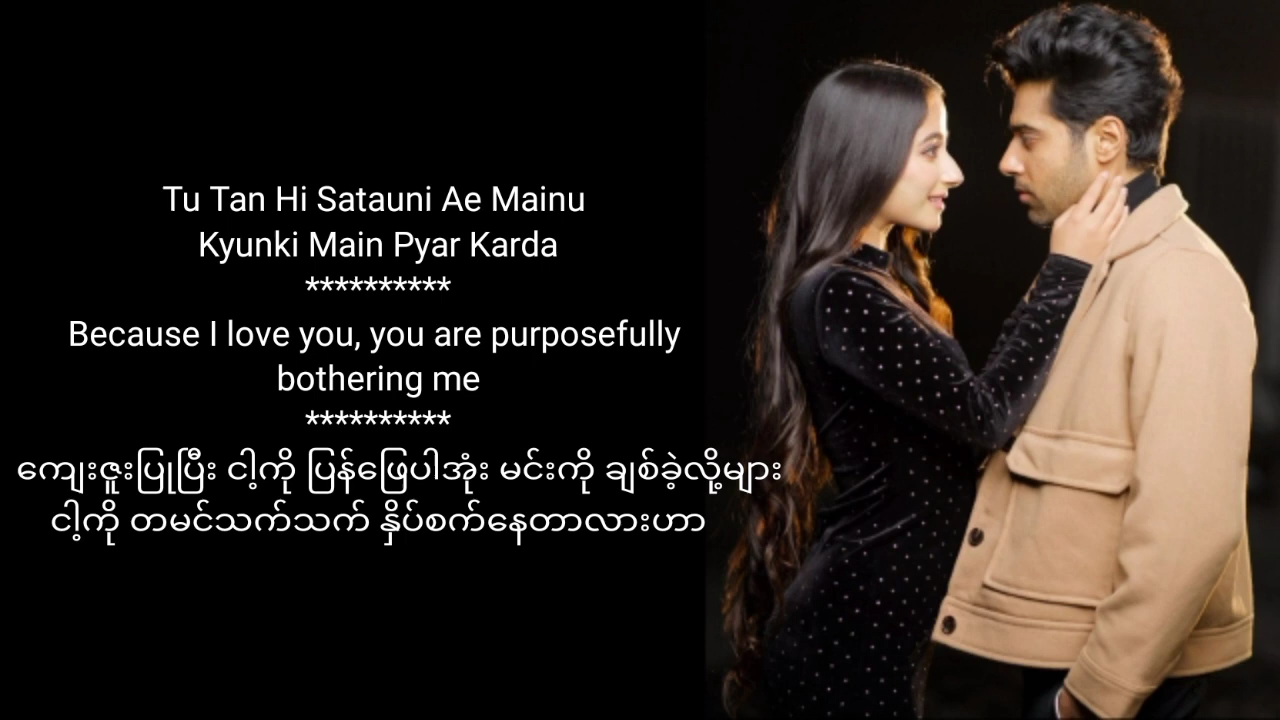 Tu Tan Hi Satauni Ae Mainu
Kyunki Main Pyar Karda
**********
Because I love you, you are purposefully
bothering me
**********
ကျေးဇူးပြုပြီး ငါ့ကို ပြန်ဖြေပါအုံး မင်းကို ချစ်ခဲ့လို့များ
ငါ့ကို တမင်သက်သက် နှိပ်စက်နေတာလားဟာ